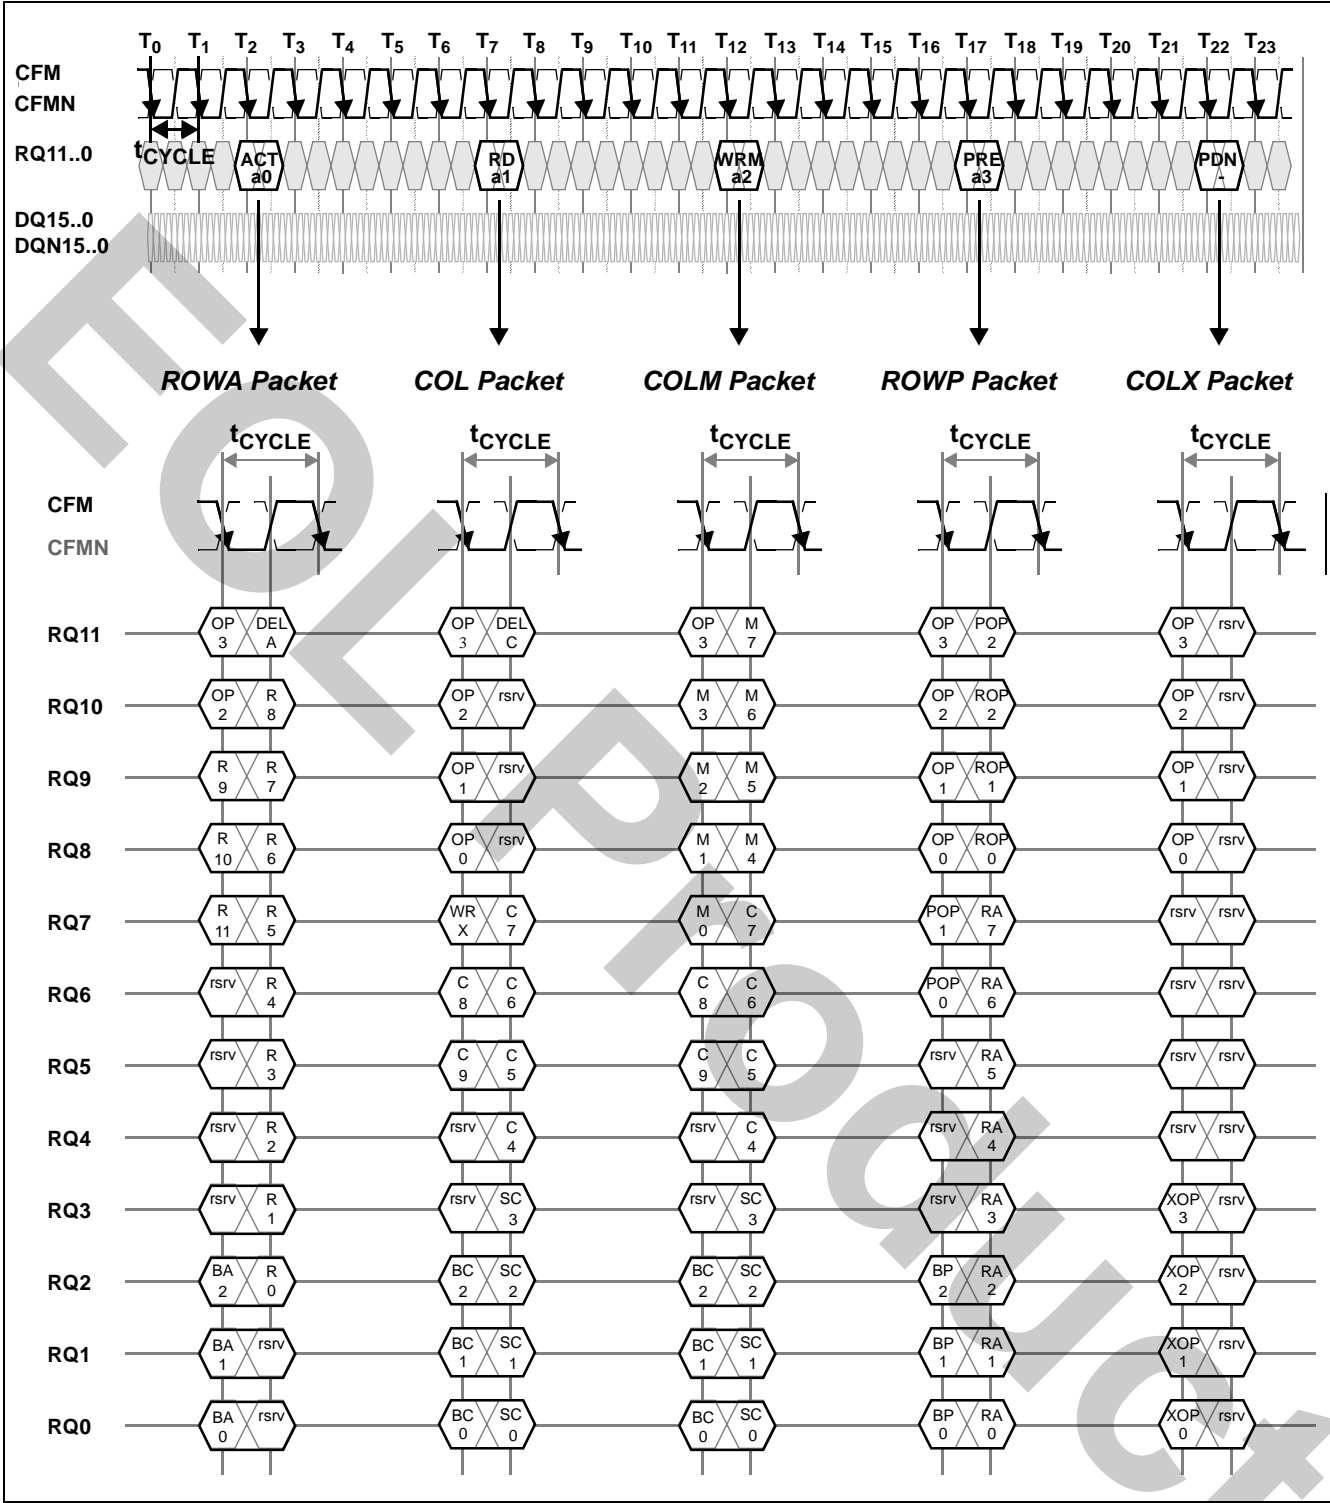 T0 T1 T2 T3 T4 T5 T6 T7 T8 T9 T10 T11 T12 T13 T14 T15 T16 T17 T18 T19 T20 T21 T22 T23
CFM
CFMN
RQ11..0 tCYCLE ACT a0 RD a1 WRM a2 PRE a3 PDN -
DQ15..0
DQN15..0
ROWA Packet COL Packet COLM Packet ROWP Packet COLX Packet
tCYCLE tCYCLE tCYCLE tCYCLE tCYCLE
CFM
CFMN
RQ11 OP 3 DEL A OP 3 DEL C OP 3 M 7 OP 3 POP 2 OP 3 rsrv
RQ10 OP 2 R 8 OP 2 rsrv M 3 M 6 OP 2 ROP 2 OP 2 rsrv
RQ9 R 9 R 7 OP 1 rsrv M 2 M 5 OP 1 ROP 1 OP 1 rsrv
RQ8 R 10 R 6 OP 0 rsrv M 1 M 4 OP 0 ROP 0 OP 0 rsrv
RQ7 R 11 R 5 WR X C 7 M 0 C 7 POP 1 RA 7 rsrv rsrv
RQ6 rsrv R 4 C 8 C 6 C 8 C 6 POP 0 RA 6 rsrv rsrv
RQ5 rsrv R 3 C 9 C 5 C 9 C 5 rsrv RA 5 rsrv rsrv
RQ4 rsrv R 2 rsrv C 4 rsrv C 4 rsrv RA 4 rsrv rsrv
RQ3 rsrv R 1 rsrv SC 3 rsrv SC 3 rsrv RA 3 XOP 3 rsrv
RQ2 BA 2 R 0 BC 2 SC 2 BC 2 SC 2 BP 2 RA 2 XOP 2 rsrv
RQ1 BA 1 rsrv BC 1 SC 1 BC 1 SC 1 BP 1 RA 1 XOP 1 rsrv
RQ0 BA 0 rsrv BC 0 SC 0 BC 0 SC 0 BP 0 RA 0 XOP 0 rsrv
EOL Product